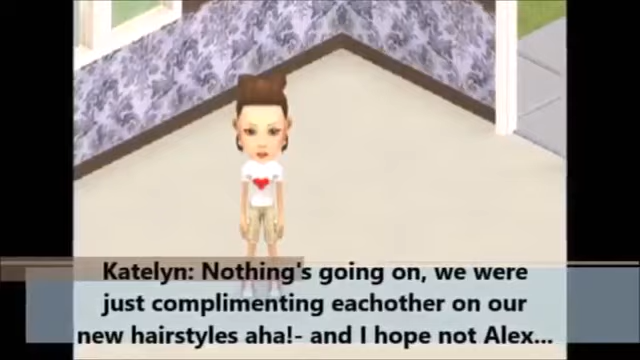 Katelyn: Nothing's going on, we were
just complimenting eachother on our
new hairstyles aha!- and I hope not Alex...